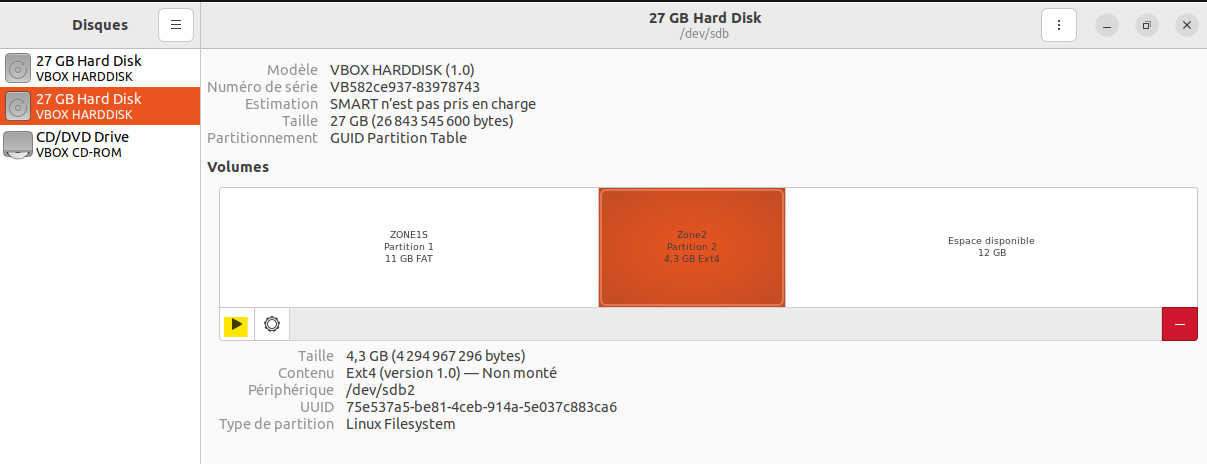 Disques
27 GB Hard Disk
/dev/sdb
27 GB Hard Disk
VBOX HARDDISK
27 GB Hard Disk
VBOX HARDDISK
CD/DVD Drive
VBOX CD-ROM
Modèle VBOX HARDDISK (1.0)
Numéro de série VB582ce937-83978743
Estimation SMART n’est pas pris en charge
Taille 27 GB (26 843 545 600 bytes)
Partitionnement GUID Partition Table
Volumes
ZONE1S
Partition 1
11 GB FAT
Zone2
Partition 2
4,3 GB Ext4
Espace disponible
12 GB
Taille 4,3 GB (4 294 967 296 bytes)
Contenu Ext4 (version 1.0) — Non monté
Périphérique /dev/sdb2
UUID 75e537a5-be81-4ceb-914a-5e037c883ca6
Type de partition Linux Filesystem